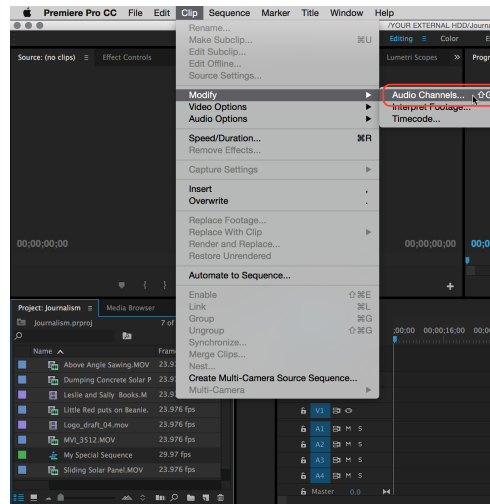 Premiere Pro CC File Edit Clip Sequence Marker Title Window Help
/YOUR EXTERNAL HDD/Journa
Editing Color
Source: (no clips) Effect Controls
Lumetri Scopes » Progr
Rename...
Make Subclip... ⌘U
Edit Subclip...
Edit Offline...
Source Settings...
Modify
Audio Channels... ⇧G
Video Options
Interpret Footage...
Audio Options
Timecode...
Speed/Duration... ⌘R
Remove Effects...
Capture Settings
Insert ,
Overwrite .
Replace Footage...
Replace With Clip
Render and Replace...
Restore Unrendered
00;00;00;00
00;00;00;00 00;0
Automate to Sequence...
Enable ⇧⌘E
Link ⌘L
Group ⌘G
Ungroup ⇧⌘G
Synchronize...
Merge Clips...
Nest...
Create Multi-Camera Source Sequence...
Multi-Camera
Project: Journalism Media Browser
Journalism.prproj 7 of
Name Fram
Above Angle Sawing.MOV 23.97
Dumping Concrete Solar P 23.97
Leslie and Sally Books.M 23.97
Little Red puts on Beanie. 23.976 fps
Logo_draft_04.mov 23.976 fps
MVI_3512.MOV 23.976 fps
My Special Sequence 29.97 fps
Sliding Solar Panel.MOV 23.976 fps
;00;00 00;00;16;00 00;00
V1
A1 M S
A2 M S
A3 M S
A4 M S
Master 0.0